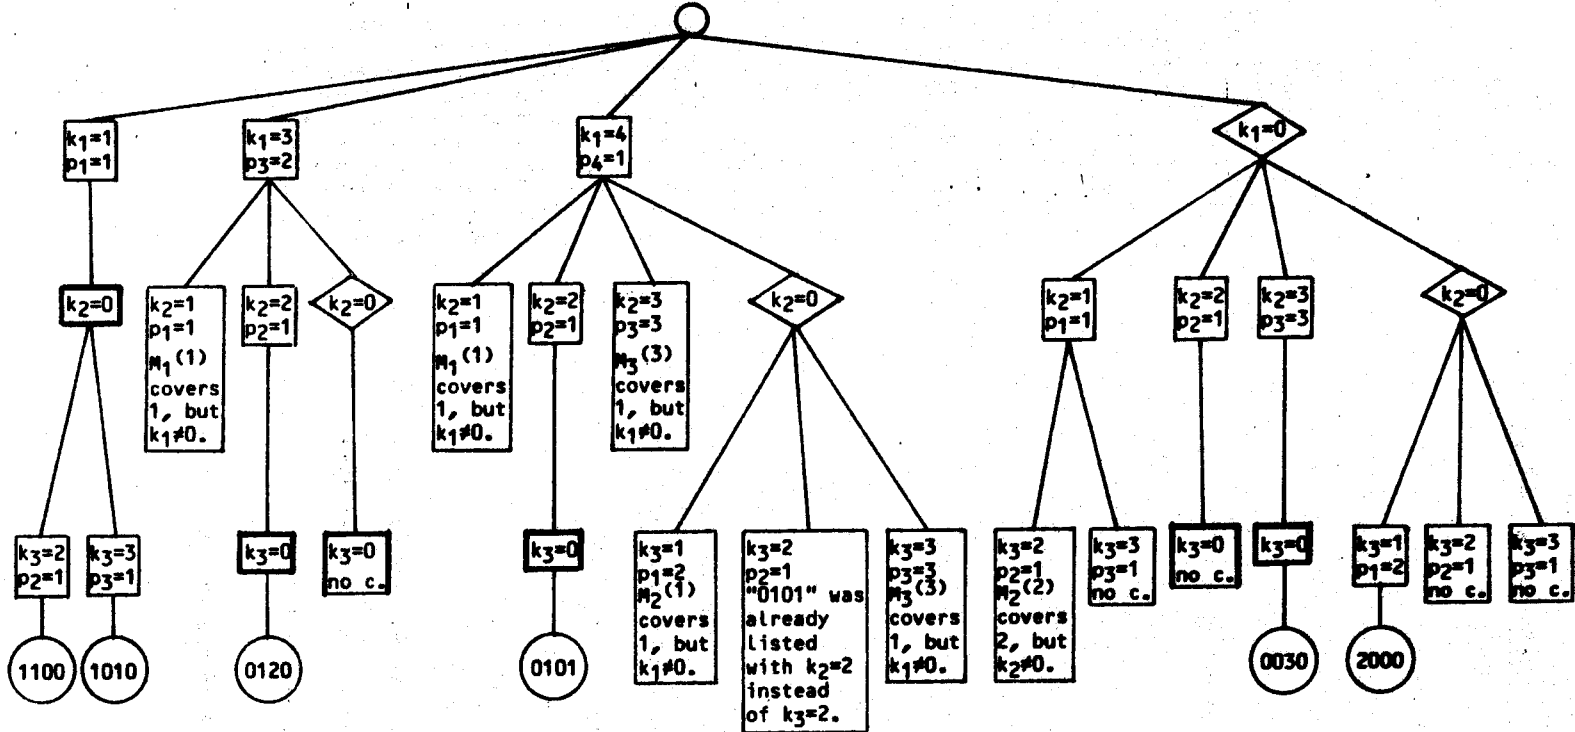 k1=1
p1=1
k1=3
p3=2
k1=4
p4=1
k1=0
k2=0
k2=1
p1=1
M1(1)
covers
1, but
k1≠0.
k2=2
p2=1
k2=0
k2=1
p1=1
M1(1)
covers
1, but
k1≠0.
k2=2
p2=1
k2=3
p3=3
M3(3)
covers
1, but
k1≠0.
k2=0
k2=1
p1=1
k2=2
p2=1
k2=3
p3=3
k2=0
k3=2
p2=1
k3=3
p3=1
k3=0
k3=0
no c.
k3=0
k3=1
p1=2
M2(1)
covers
1, but
k1≠0.
k3=2
p2=1
"0101" was
already
listed
with k2=2
instead
of k3=2.
k3=3
p3=3
M3(3)
covers
1, but
k1≠0.
k3=2
p2=1
M2(2)
covers
2, but
k2≠0.
k3=3
p3=1
no c.
k3=0
no c.
k3=0
k3=1
p1=2
k3=2
p2=1
no c.
k3=3
p3=1
no c.
1100
1010
0120
0101
0030
2000